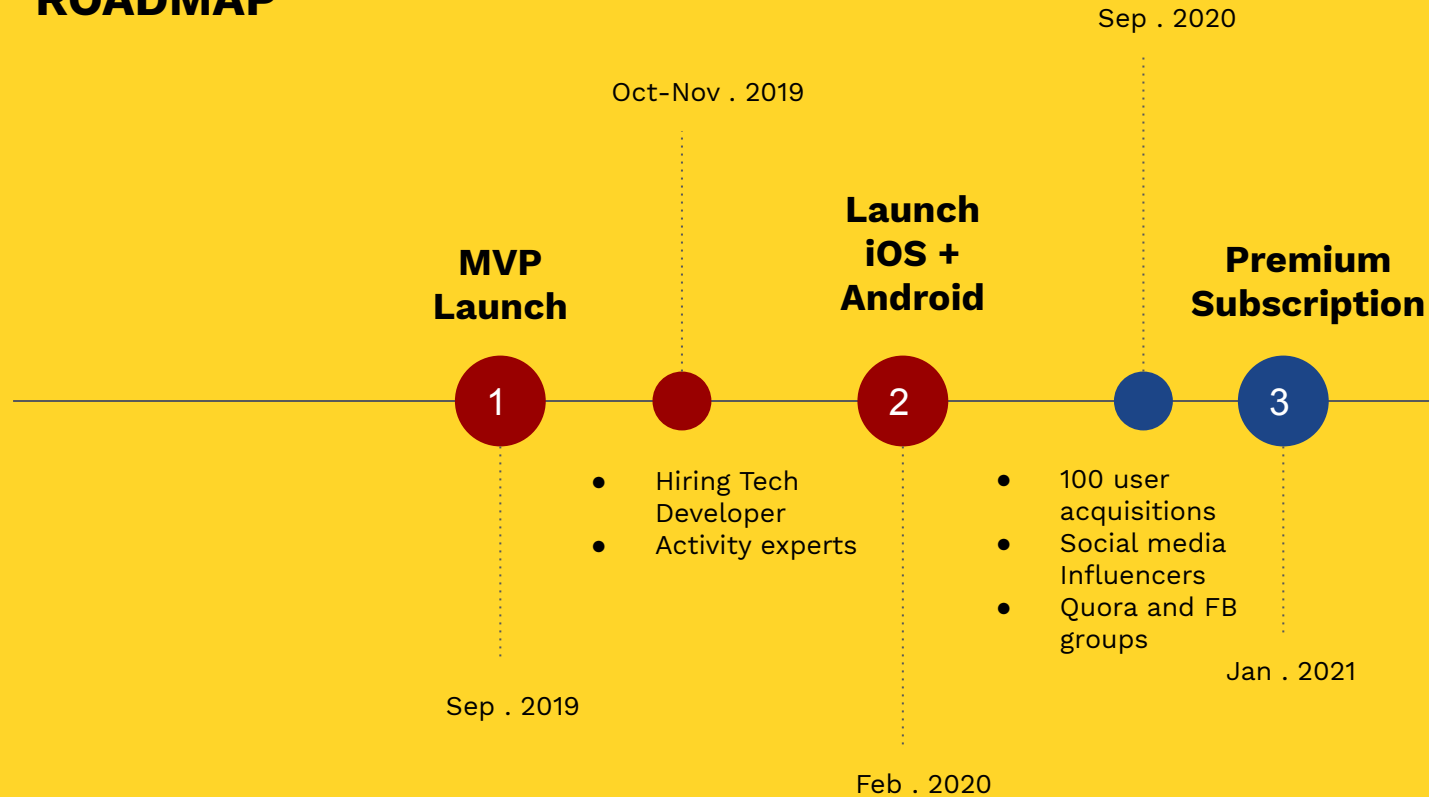 ROADMAP
Sep . 2020
Oct-Nov . 2019
Launch
iOS +
Android
MVP
Launch
Premium
Subscription
1
2
3
● Hiring Tech
Developer
● Activity experts
● 100 user
acquisitions
● Social media
Influencers
● Quora and FB
groups
Jan . 2021
Sep . 2019
Feb . 2020